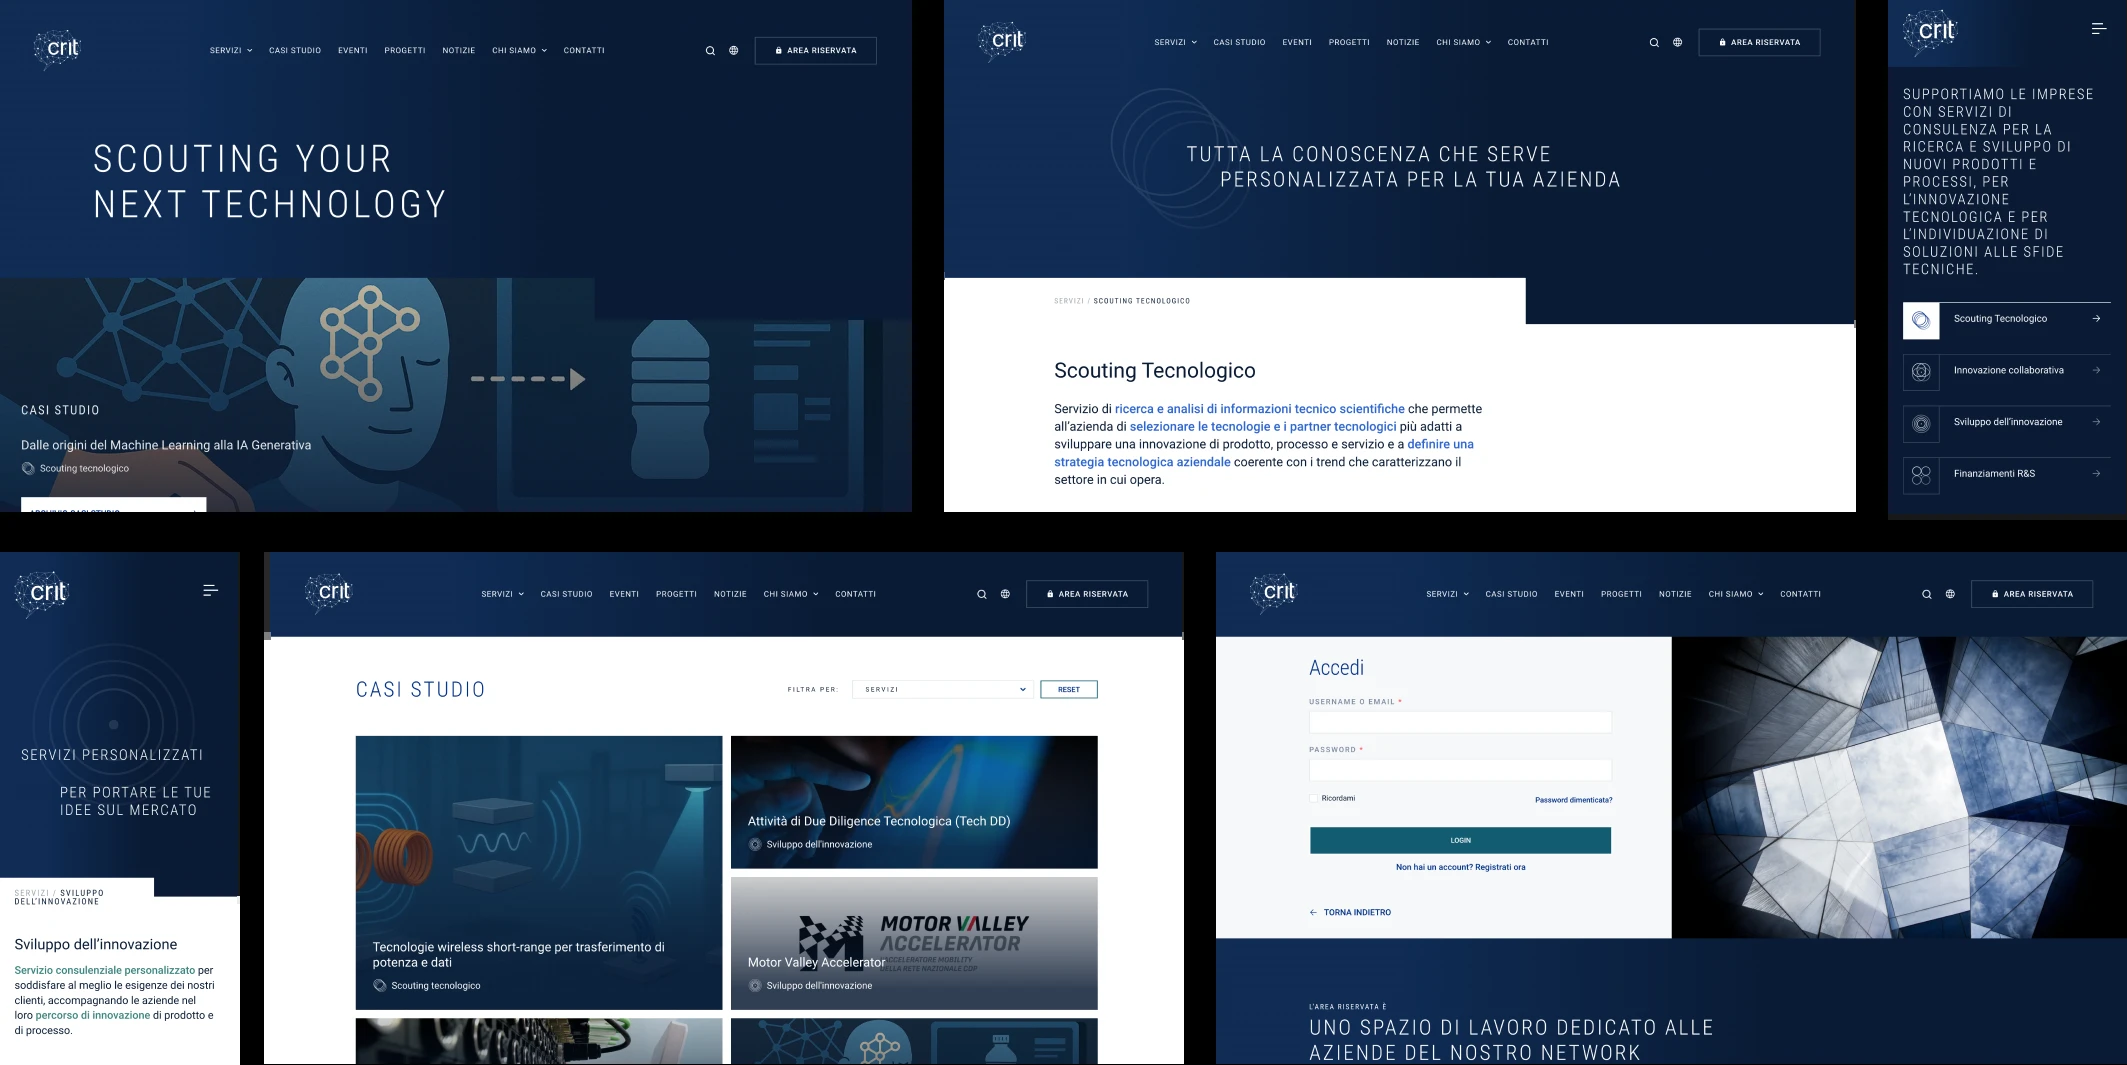 crit
SERVIZI
CASI STUDIO
EVENTI
PROGETTI
NOTIZIE
CHI SIAMO
CONTATTI
AREA RISERVATA
SCOUTING YOUR
NEXT TECHNOLOGY
CASI STUDIO
Dalle origini del Machine Learning alla IA Generativa
Scouting tecnologico
crit
SERVIZI
CASI STUDIO
EVENTI
PROGETTI
NOTIZIE
CHI SIAMO
CONTATTI
AREA RISERVATA
TUTTA LA CONOSCENZA CHE SERVE
PERSONALIZZATA PER LA TUA AZIENDA
SERVIZI / SCOUTING TECNOLOGICO
Scouting Tecnologico
Servizio di ricerca e analisi di informazioni tecnico scientifiche che permette
all'azienda di selezionare le tecnologie e i partner tecnologici più adatti a
sviluppare una innovazione di prodotto, processo e servizio e a definire una
strategia tecnologica aziendale coerente con i trend che caratterizzano il
settore in cui opera.
crit
SUPPORTIAMO LE IMPRESE
CON SERVIZI DI
CONSULENZA PER LA
RICERCA E SVILUPPO DI
NUOVI PRODOTTI E
PROCESSI, PER
L'INNOVAZIONE
TECNOLOGICA E PER
L'INDIVIDUAZIONE DI
SOLUZIONI ALLE SFIDE
TECNICHE.
Scouting Tecnologico
Innovazione collaborativa
Sviluppo dell'innovazione
Finanziamenti R&S
crit
SERVIZI PERSONALIZZATI
PER PORTARE LE TUE
IDEE SUL MERCATO
SERVIZI / SVILUPPO
DELL'INNOVAZIONE
Sviluppo dell'innovazione
Servizio consulenziale personalizzato per
soddisfare al meglio le esigenze dei nostri
clienti, accompagnando le aziende nel
loro percorso di innovazione di prodotto e
di processo.
crit
SERVIZI
CASI STUDIO
EVENTI
PROGETTI
NOTIZIE
CHI SIAMO
CONTATTI
AREA RISERVATA
CASI STUDIO
FILTRA PER:
SERVIZI
RESET
Tecnologie wireless short-range per trasferimento di
potenza e dati
Scouting tecnologico
Attività di Due Diligence Tecnologica (Tech DD)
Sviluppo dell'innovazione
MOTOR VALLEY
ACCELERATOR
ACCELERATORE MOBILITY
DELLA RETE NAZIONALE CDP
Motor Valley Accelerator
Sviluppo dell'innovazione
crit
SERVIZI
CASI STUDIO
EVENTI
PROGETTI
NOTIZIE
CHI SIAMO
CONTATTI
AREA RISERVATA
Accedi
USERNAME O EMAIL *
PASSWORD *
Ricordami
Password dimenticata?
LOGIN
Non hai un account? Registrati ora
TORNA INDIETRO
L'AREA RISERVATA È
UNO SPAZIO DI LAVORO DEDICATO ALLE
AZIENDE DEL NOSTRO NETWORK